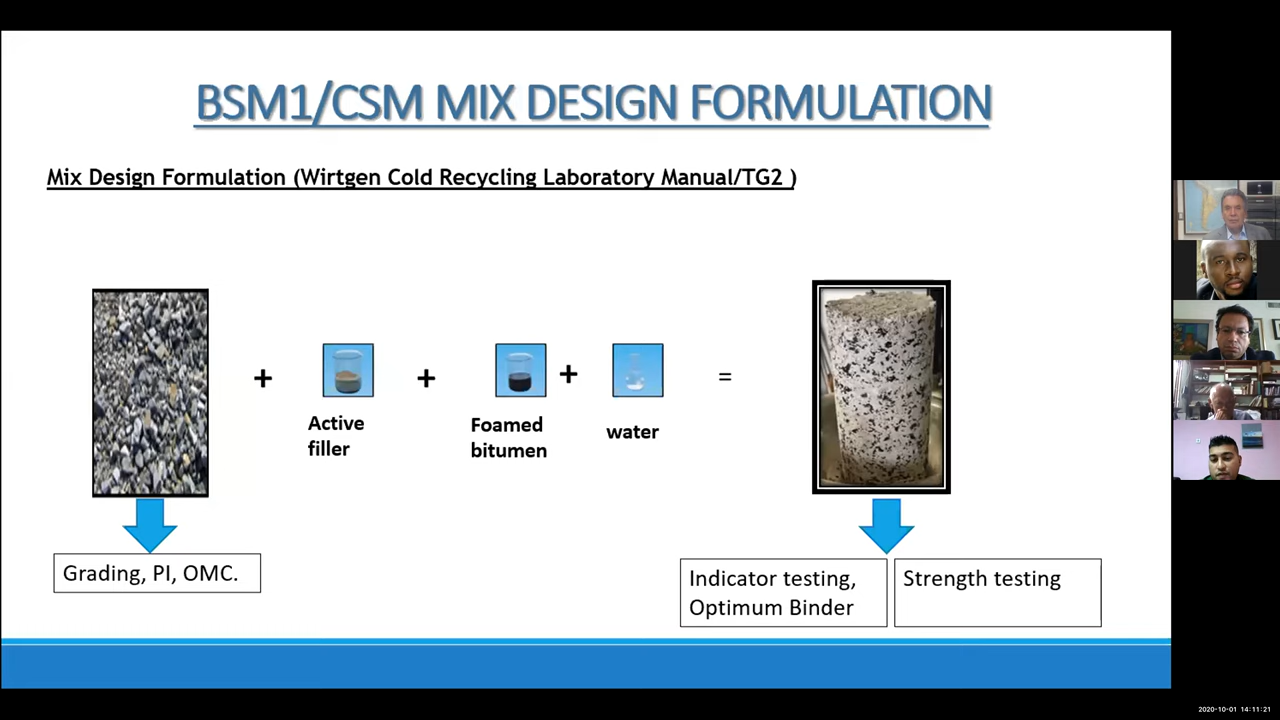 BSM1/CSM MIX DESIGN FORMULATION
Mix Design Formulation (Wirtgen Cold Recycling Laboratory Manual/TG2 )
+
+
+
=
Active
filler
Foamed
bitumen
water
Grading, PI, OMC.
Indicator testing,
Optimum Binder
Strength testing
2020-10-01 14:11:21